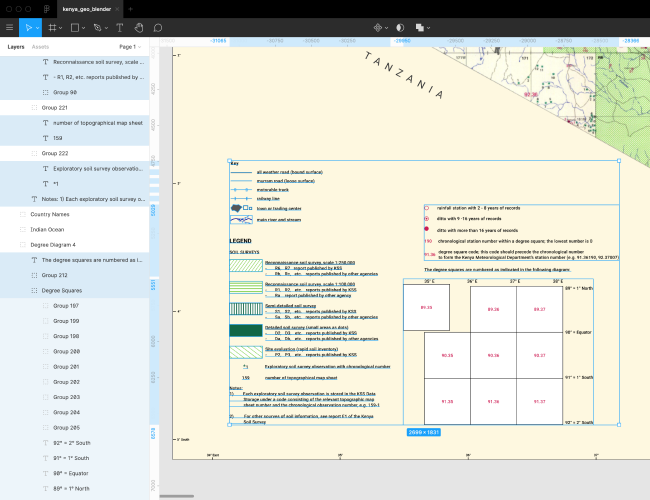 kenya_geo_blender
Layers
Assets
Page 1
Reconnaissance soil survey, scale ...
- R1, R2, etc. reports published by ...
Group 90
Group 221
number of topographical map sheet
159
Group 222
Exploratory soil survey observatio...
*1
Notes: 1) Each exploratory soil survey o...
Country Names
Indian Ocean
Degree Diagram 4
The degree squares are numbered as i...
Group 212
Degree Squares
Group 197
Group 199
Group 198
Group 200
Group 201
Group 202
Group 203
Group 204
Group 205
92° = 2° South
91° = 1° South
90° = Equator
89° = 1° North
TANZANIA
92.36
Key
all weather road (bound surface)
murram road (loose surface)
motorable track
railway line
town or trading center
main river and stream
LEGEND
SOIL SURVEYS
Reconnaissance soil survey, scale 1:250.000
- R6, R7 report published by KSS
- Rb, Rc, etc. reports published by other agencies
Reconnaissance soil survey, scale 1:100.000
- R1, R2, etc. reports published by KSS
- Ra report published by other agency
Semi-detailed soil survey
- S1, S2, etc. reports published by KSS
- Sa, Sb, etc. reports published by other agencies
Detailed soil survey (small areas as dots)
- D2, D3, etc. reports published by KSS
- Da, Db, etc. reports published by other agencies
Site evaluation (rapid soil inventory)
- P2, P3, etc. reports published by KSS
*1 Exploratory soil survey observation with chronological number
159 number of topographical map sheet
Notes:
1) Each exploratory soil survey observation is stored in the KSS Data
Storage under a code consisting of the relevant topographic map
sheet number and the chronological observation number, e.g. 159-1
2) For other sources of soil information, see report E1 of the Kenya
Soil Survey
rainfall station with 2 - 8 years of records
ditto with 9 -16 years of records
ditto with more than 16 years of records
150 chronological station number within a degree square; the lowest number is 0
91.36 degree square code; this code should precede the chronological number
to form the Kenya Meteorological Department's station number (e.g. 91.36150, 92.37007)
The degree squares are numbered as indicated in the following diagram:
35° E 36° E 37° E 38° E
89° = 1° North
89.35 89.36 89.37
90° = Equator
90.35 90.36 90.37
91° = 1° South
91.35 91.36 91.37
92° = 2° South
5° South
34° East
35°
36°